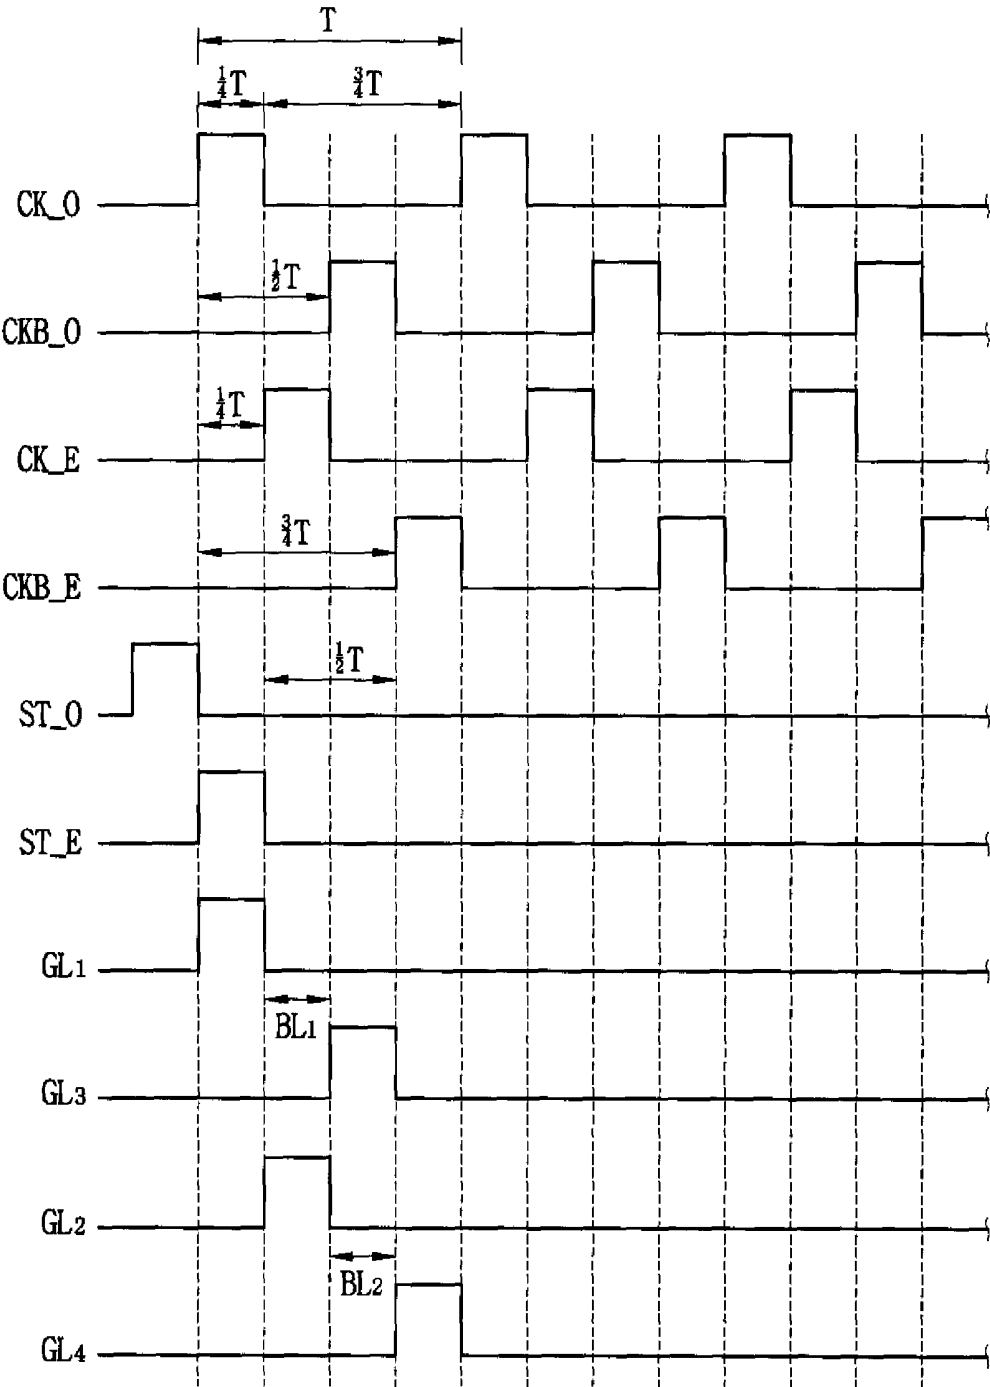 T
1/4T 3/4T
CK_O
1/2T
CKB_O
1/4T
CK_E
3/4T
CKB_E
1/2T
ST_O
ST_E
GL1
BL1
GL3
GL2
BL2
GL4